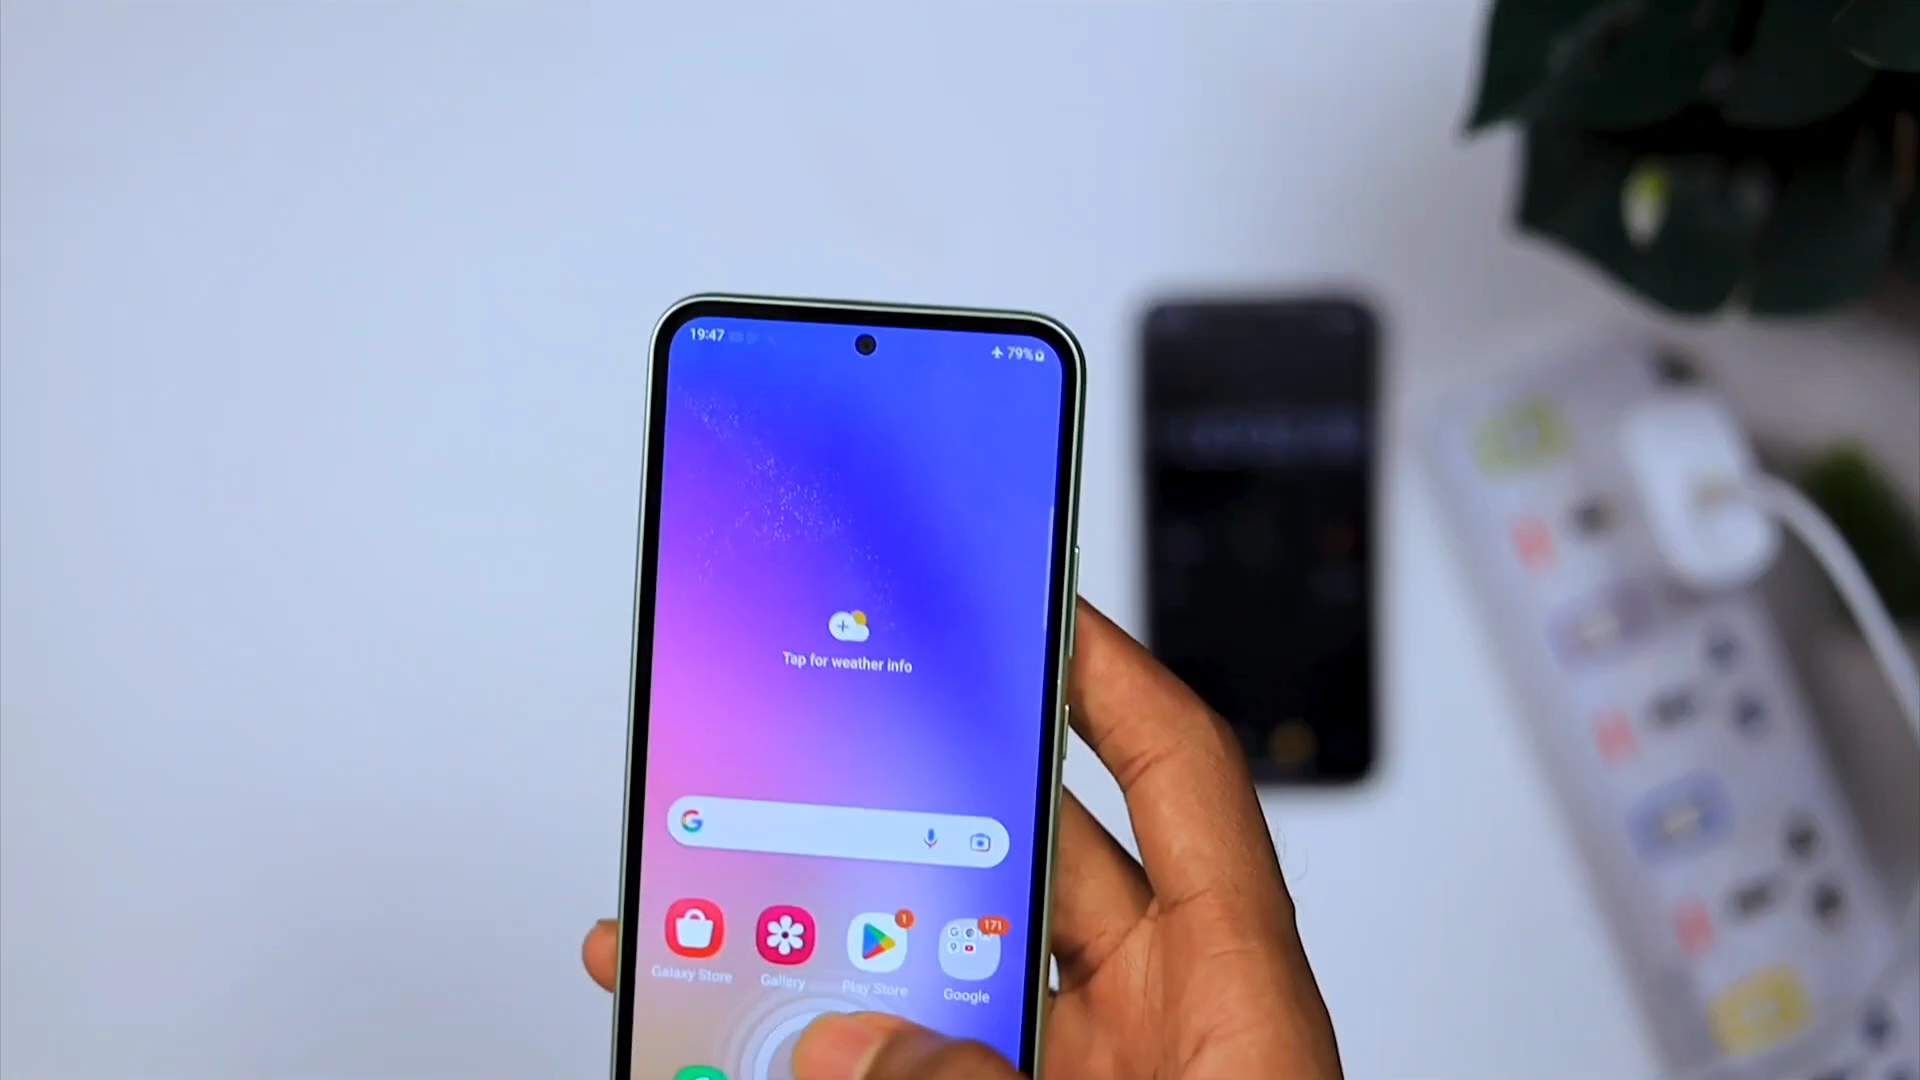 19:47
79%
Tap for weather info
G
1
171
Galaxy Store
Gallery
Play Store
Google